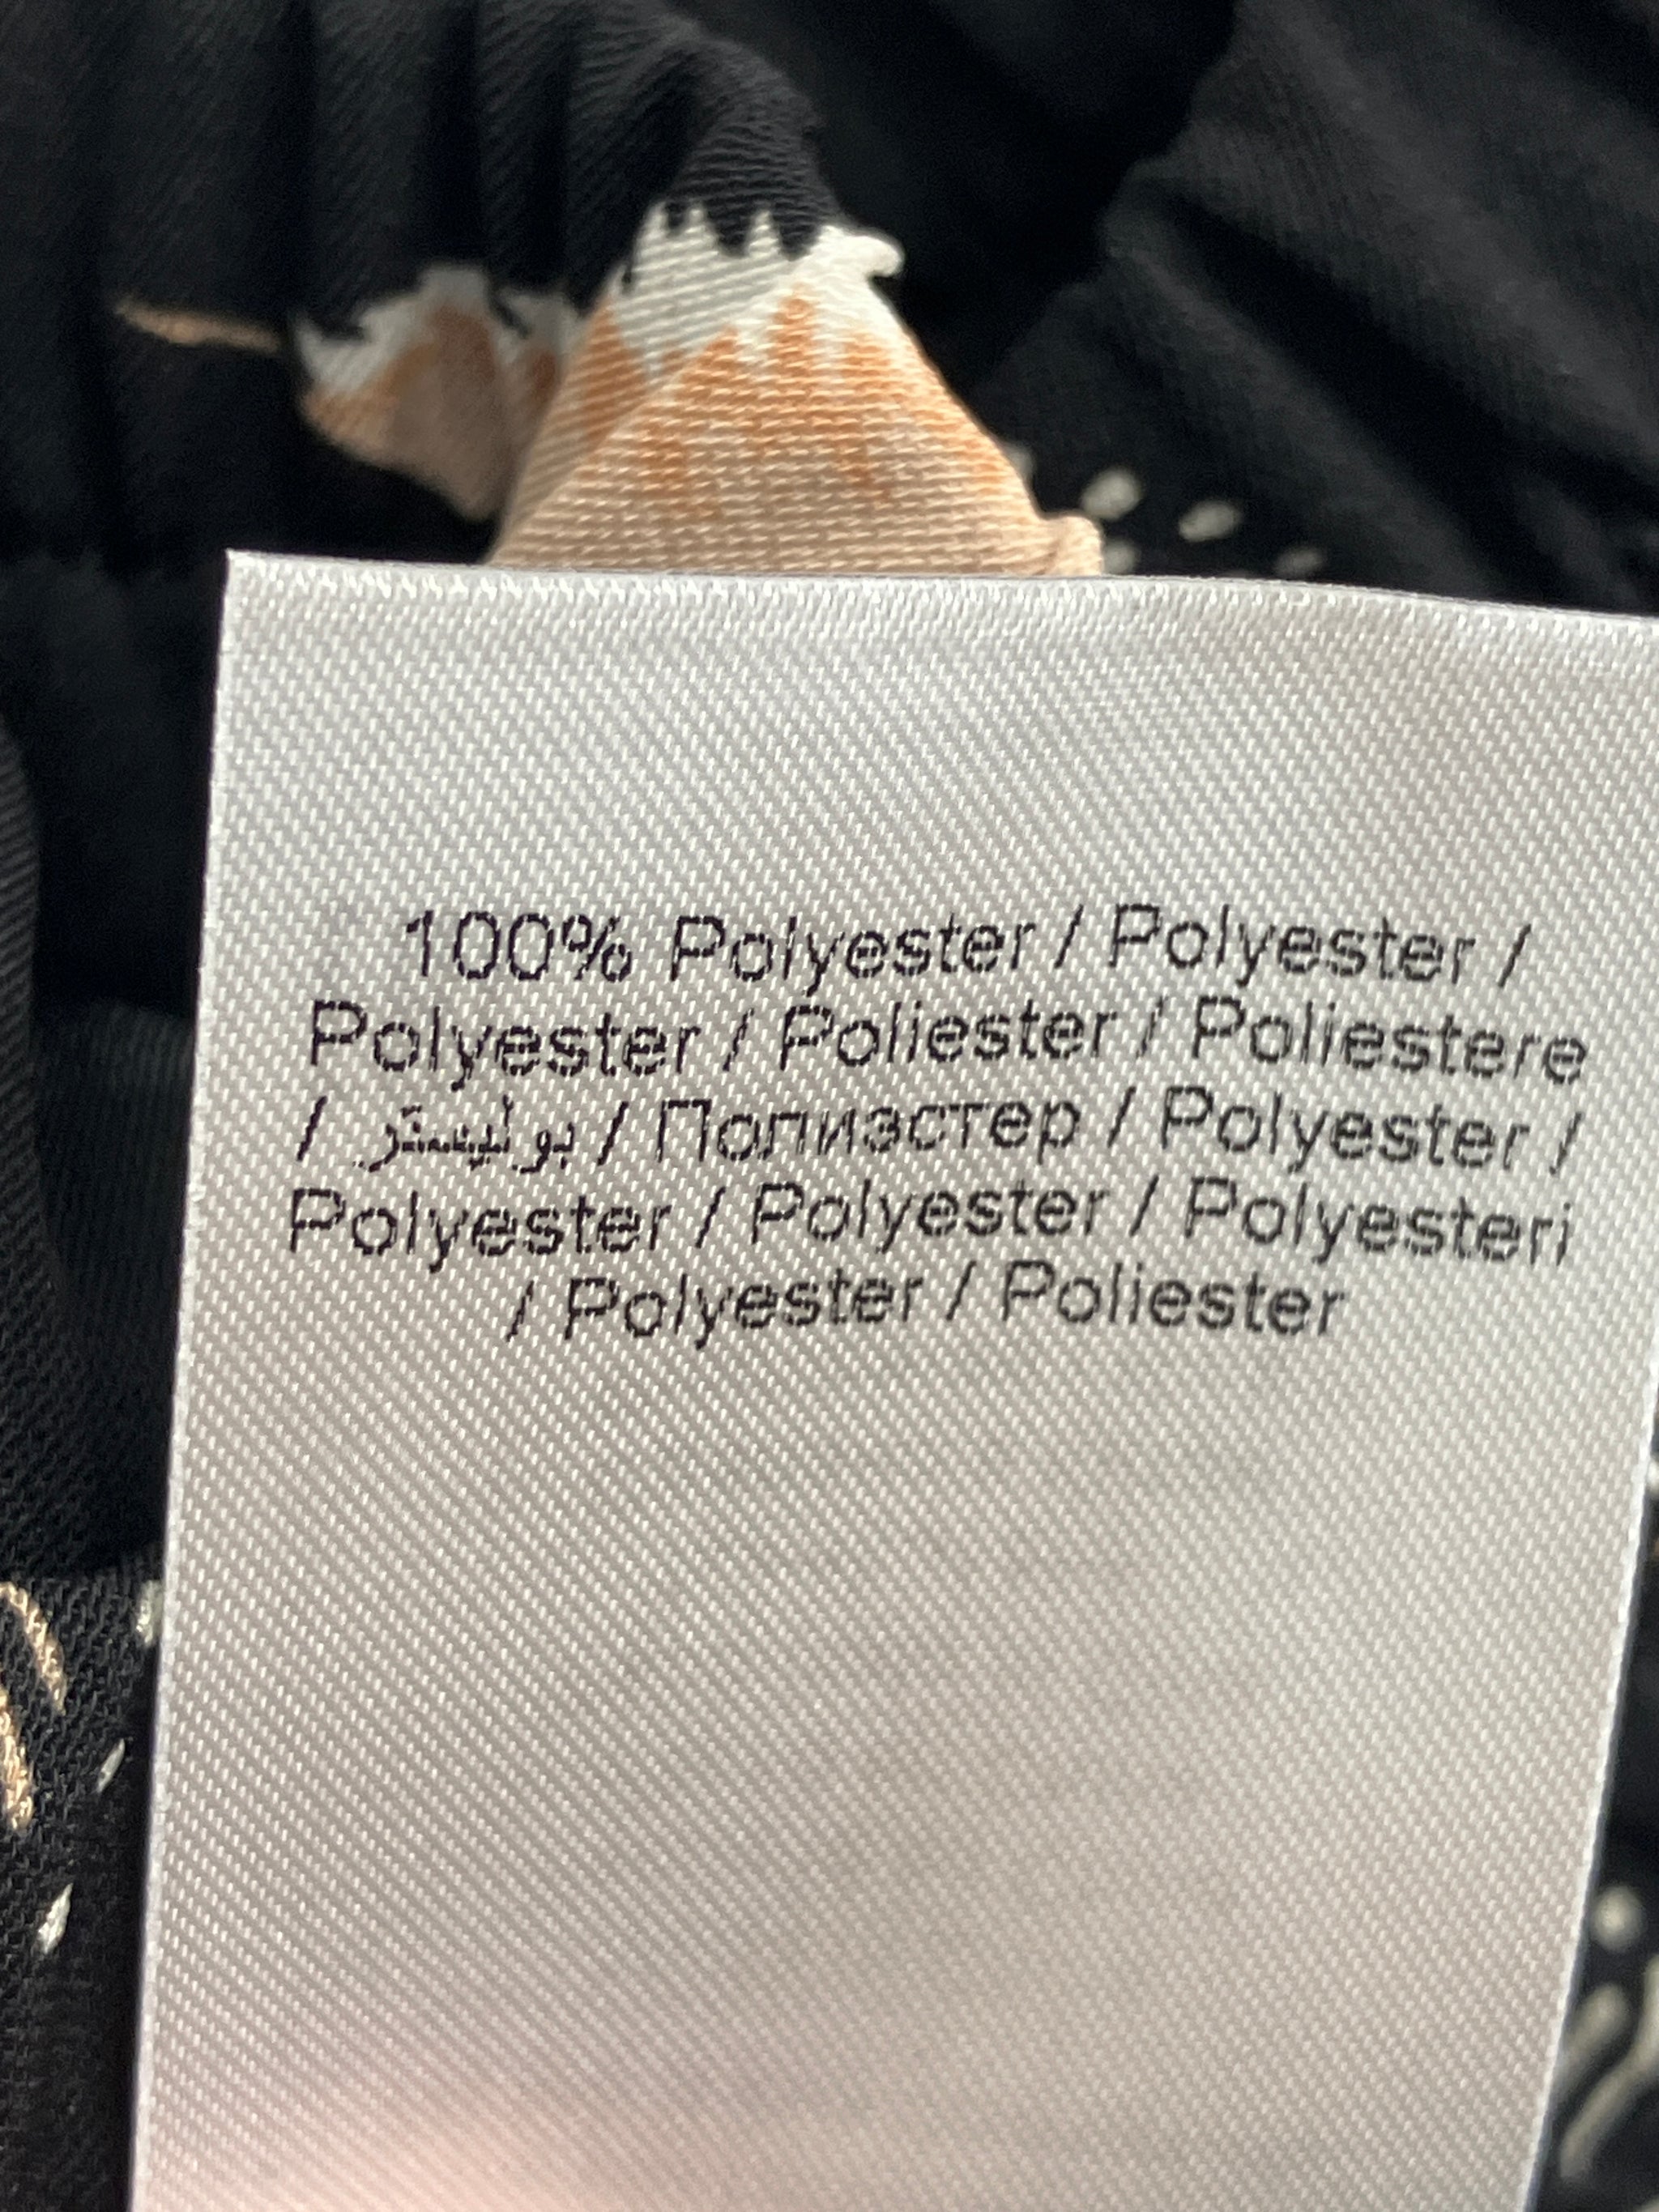 100% Polyester / Polyester /
Polyester / Poliester / Poliestere
/ بوليستر / Полиэстер / Polyester /
Polyester / Polyester / Polyesteri
/ Polyester / Poliester